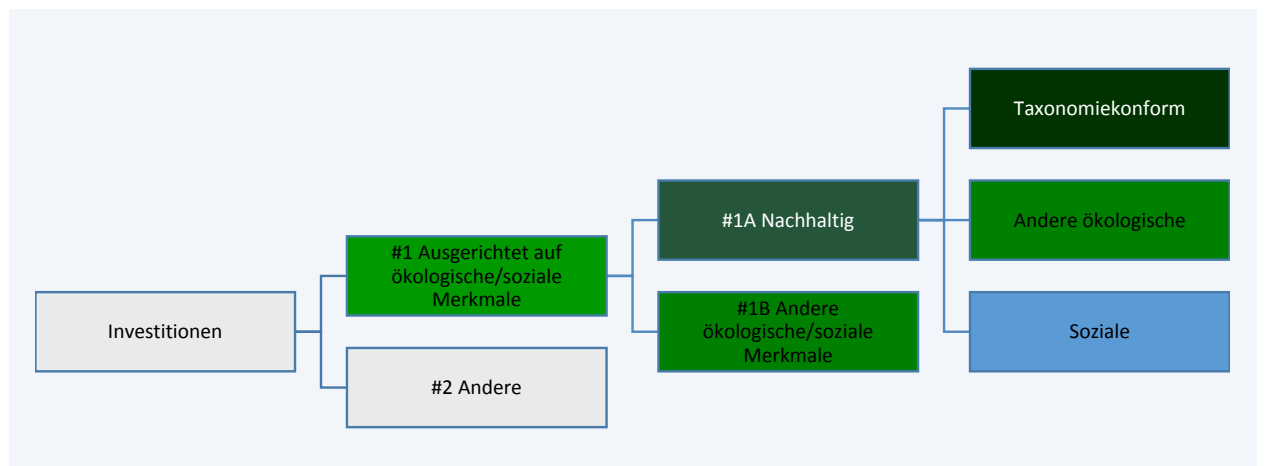 Investitionen
#1 Ausgerichtet auf
ökologische/soziale
Merkmale
#2 Andere
#1A Nachhaltig
#1B Andere
ökologische/soziale
Merkmale
Taxonomiekonform
Andere ökologische
Soziale